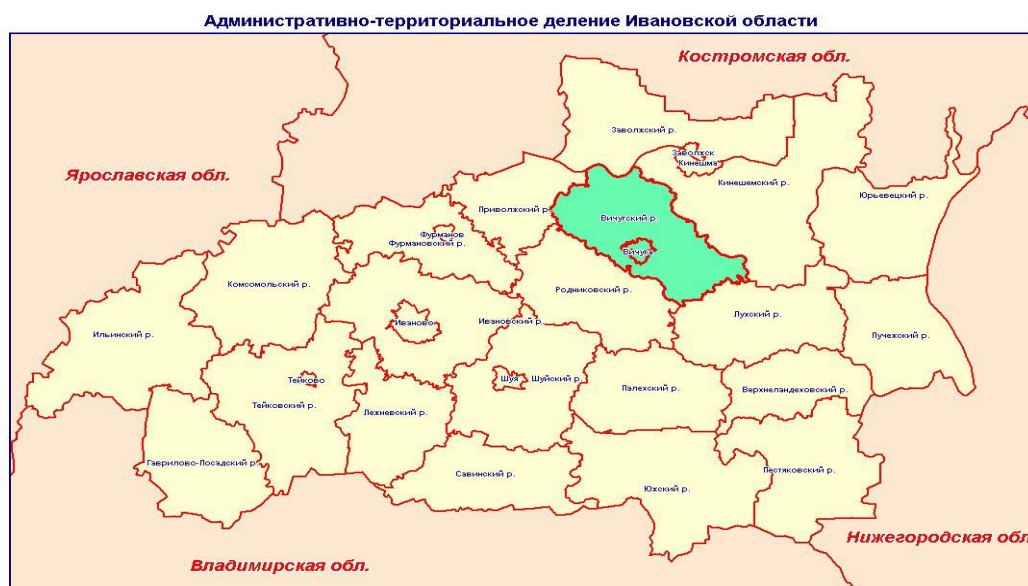 Административно-территориальное деление Ивановской области
Костромская обл.
Ярославская обл.
Заволжский р.
Заволжск
Кинешма
Кинешемский р.
Юрьевецкий р.
Приволжский р.
Вичугский р.
Вичуга
Фурманов
Фурмановский р.
Комсомольский р.
Родниковский р.
Ильинский р.
Иваново
Ивановский р.
Лухский р.
Пучежский р.
Тейково
Тейковский р.
Шуя
Шуйский р.
Палехский р.
Верхнеландеховский р.
Лежневский р.
Гаврилово-Посадский р.
Савинский р.
Южский р.
Пестяковский р.
Нижегородская обл
Владимирская обл.